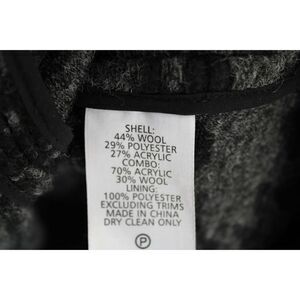 SHELL:
44% WOOL
29% POLYESTER
27% ACRYLIC
COMBO:
70% ACRYLIC
30% WOOL
LINING:
100% POLYESTER
EXCLUDING TRIMS
MADE IN CHINA
DRY CLEAN ONLY
P